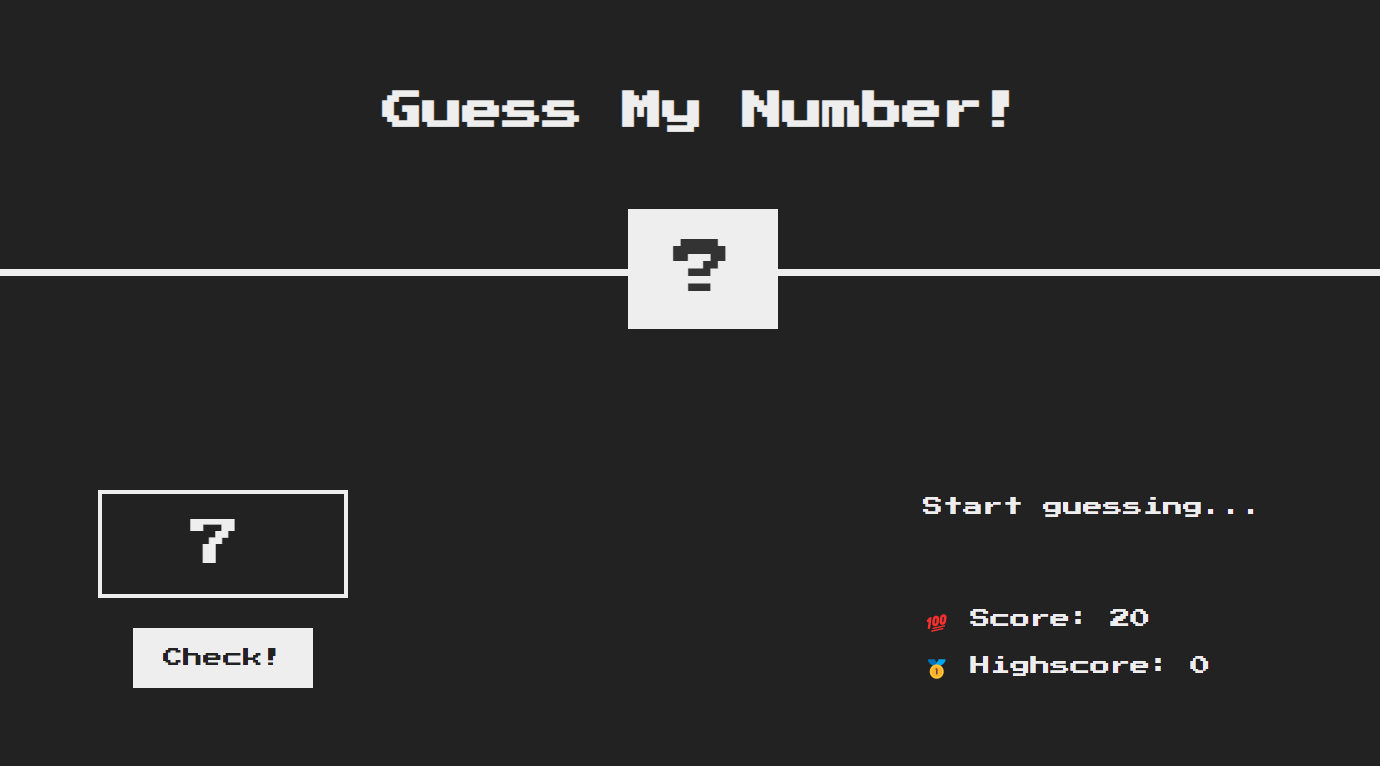 Guess My Number!
?
7
Check!
Start guessing...
💯 Score: 20
🥇 Highscore: 0